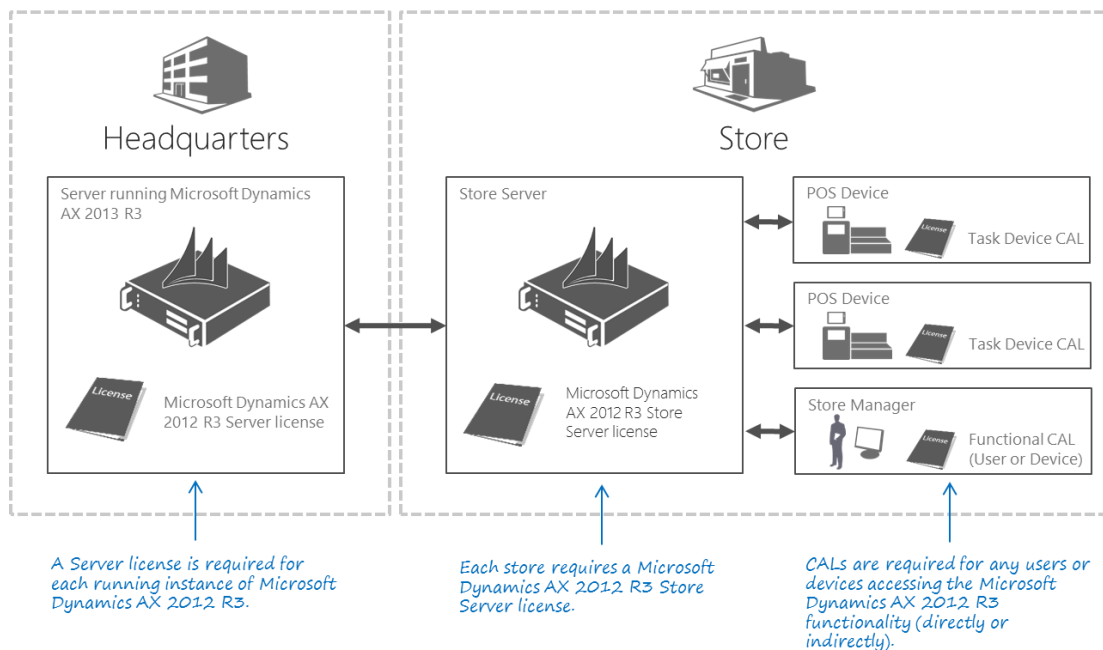 Headquarters
Server running Microsoft Dynamics
AX 2013 R3
License
Microsoft Dynamics AX
2012 R3 Server license
Store
Store Server
License
Microsoft Dynamics
AX 2012 R3 Store
Server license
POS Device
License
Task Device CAL
POS Device
License
Task Device CAL
Store Manager
License
Functional CAL
(User or Device)
A Server license is required for
each running instance of Microsoft
Dynamics AX 2012 R3.
Each store requires a Microsoft
Dynamics AX 2012 R3 Store
Server license.
CALs are required for any users or
devices accessing the Microsoft
Dynamics AX 2012 R3
functionality (directly or
indirectly).